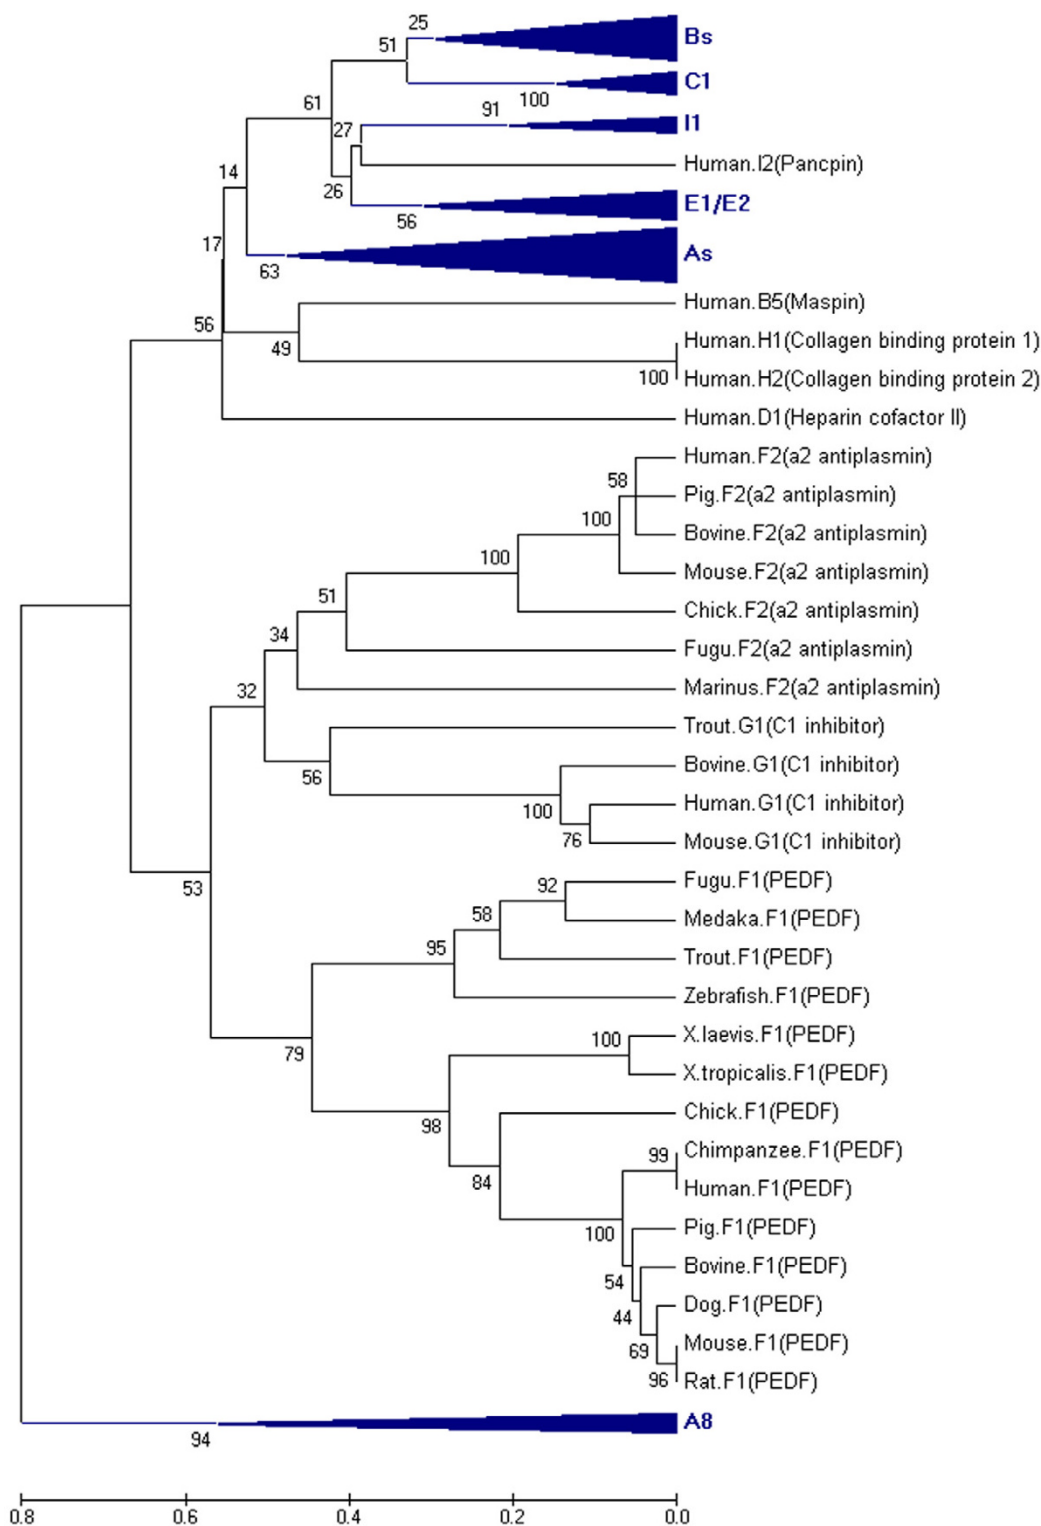 25
Bs
51
C1
100
61
91
I1
27
Human.I2(Pancpin)
14
26
E1/E2
56
17
As
63
Human.B5(Maspin)
56
Human.H1(Collagen binding protein 1)
49
100
Human.H2(Collagen binding protein 2)
Human.D1(Heparin cofactor II)
Human.F2(a2 antiplasmin)
58
Pig.F2(a2 antiplasmin)
100
Bovine.F2(a2 antiplasmin)
100
Mouse.F2(a2 antiplasmin)
51
Chick.F2(a2 antiplasmin)
34
Fugu.F2(a2 antiplasmin)
32
Marinus.F2(a2 antiplasmin)
Trout.G1(C1 inhibitor)
56
Bovine.G1(C1 inhibitor)
100
Human.G1(C1 inhibitor)
76
Mouse.G1(C1 inhibitor)
53
Fugu.F1(PEDF)
92
58
Medaka.F1(PEDF)
95
Trout.F1(PEDF)
Zebrafish.F1(PEDF)
79
100
X.laevis.F1(PEDF)
X.tropicalis.F1(PEDF)
98
Chick.F1(PEDF)
99
Chimpanzee.F1(PEDF)
84
Human.F1(PEDF)
100
Pig.F1(PEDF)
54
Bovine.F1(PEDF)
44
Dog.F1(PEDF)
69
Mouse.F1(PEDF)
96
Rat.F1(PEDF)
94
A8
0.8 0.6 0.4 0.2 0.0